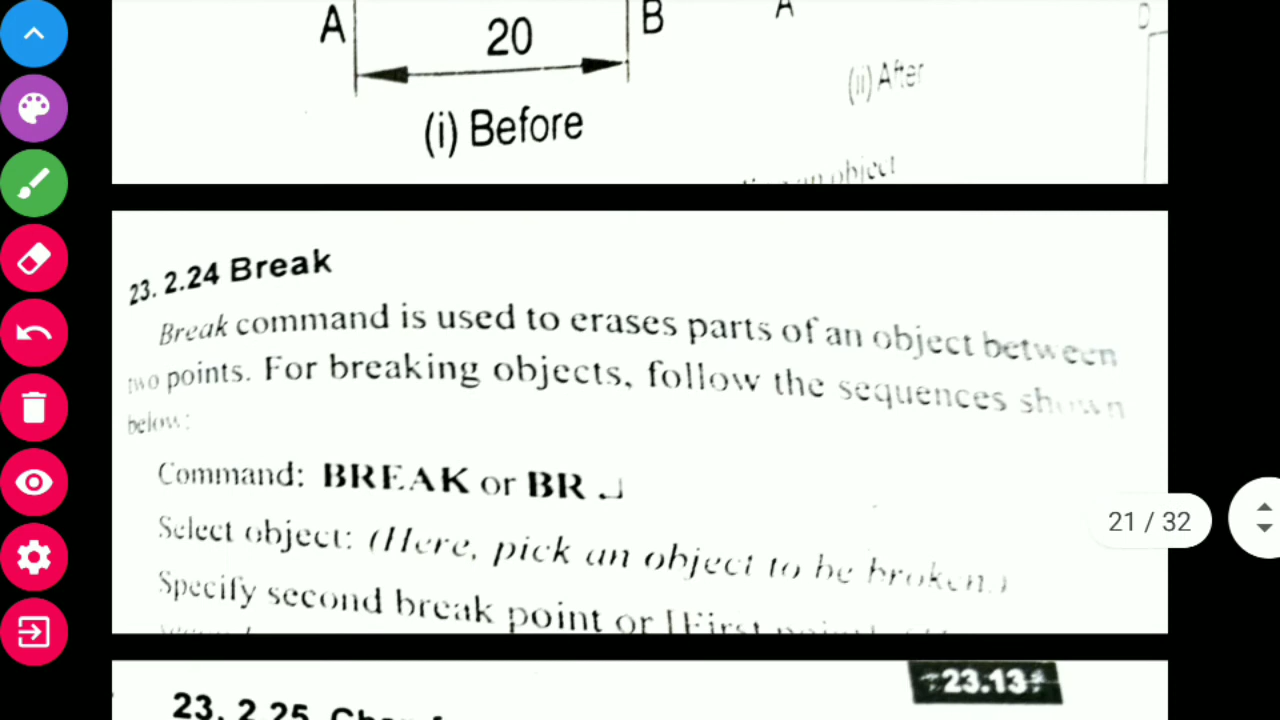 A 20 B A D
(i) Before
(ii) After
object
23. 2.24 Break
Break command is used to erases parts of an object between
two points. For breaking objects, follow the sequences shown
below:
Command: BREAK or BR ↲
Select object: (Here, pick an object to be broken.)
Specify second break point or [First
21 / 32
23.13
23. 2.25